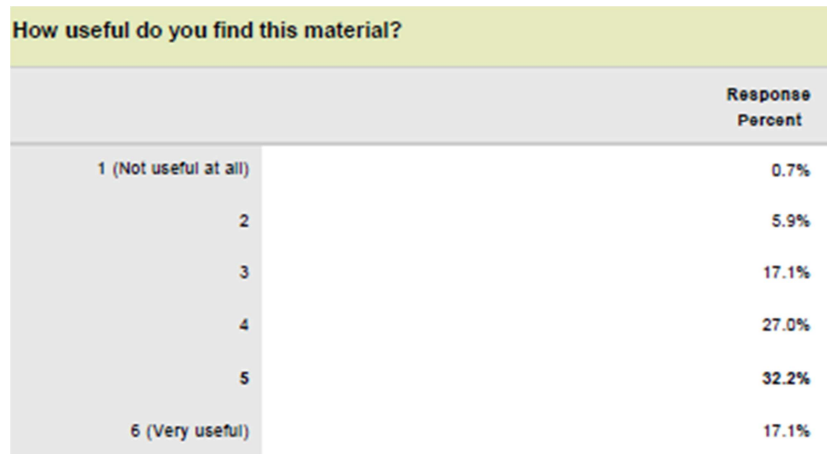 How useful do you find this material?
Response
Percent
1 (Not useful at all) 0.7%
2 5.9%
3 17.1%
4 27.0%
5 32.2%
6 (Very useful) 17.1%